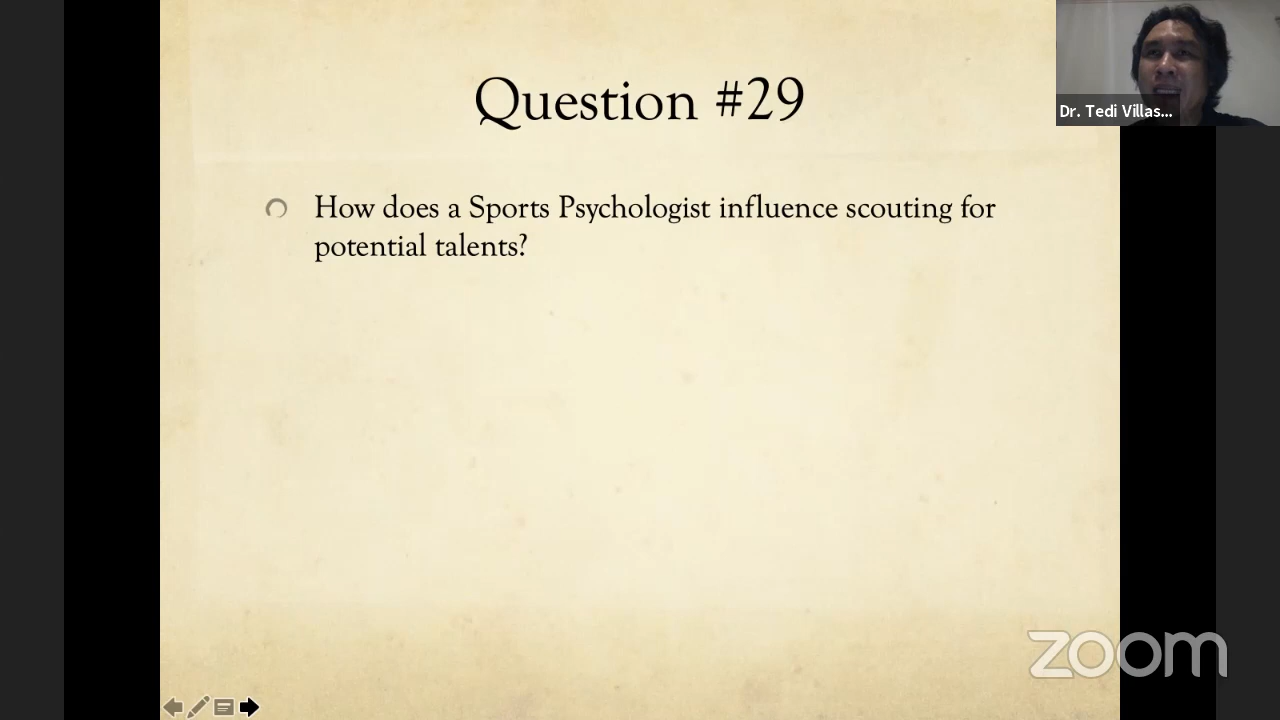 Question #29
Dr. Tedi Villas...
How does a Sports Psychologist influence scouting for
potential talents?
zoom